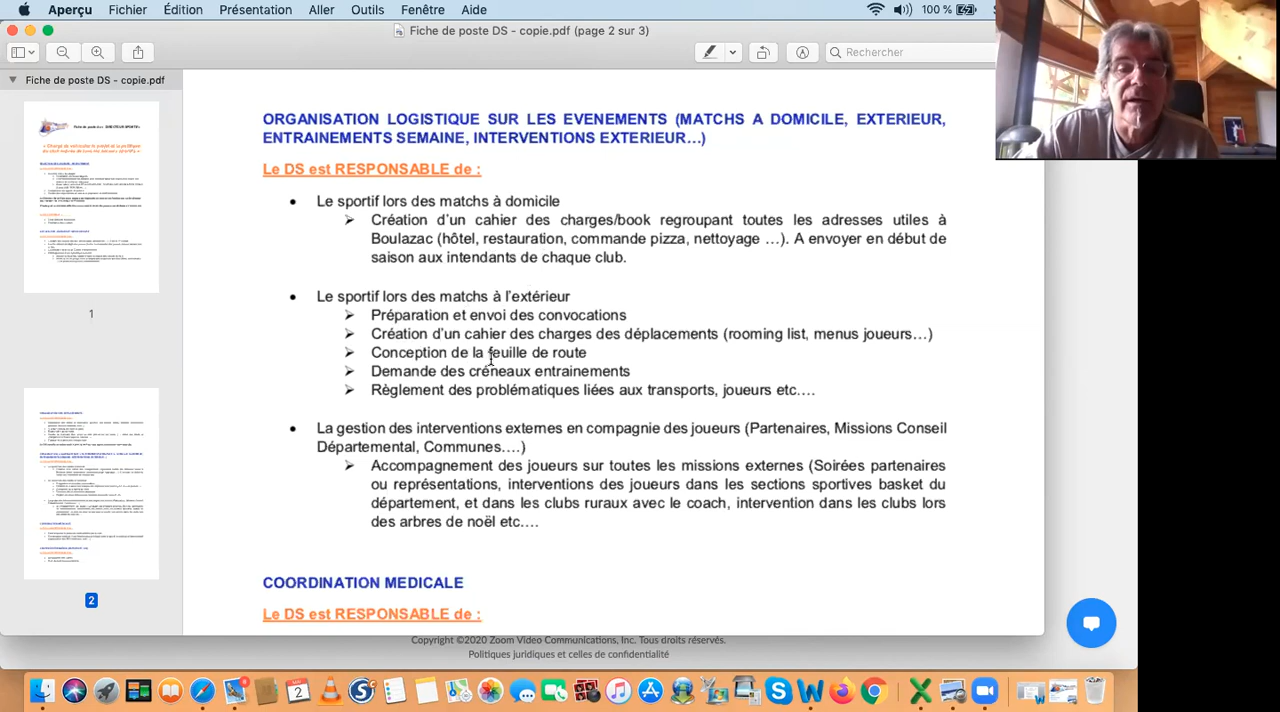 Aperçu Fichier Édition Présentation Aller Outils Fenêtre Aide 100 %
Fiche de poste DS - copie.pdf (page 2 sur 3)
Rechercher
Fiche de poste DS - copie.pdf
1
2
ORGANISATION LOGISTIQUE SUR LES EVENEMENTS (MATCHS A DOMICILE, EXTERIEUR,
ENTRAINEMENTS SEMAINE, INTERVENTIONS EXTERIEUR…)
Le DS est RESPONSABLE de :
• Le sportif lors des matchs à domicile
➢ Création d'un cahier des charges/book regroupant toutes les adresses utiles à
Boulazac (hôtel, restauration, commande pizza, nettoyage …). A envoyer en début de
saison aux intendants de chaque club.
• Le sportif lors des matchs à l'extérieur
➢ Préparation et envoi des convocations
➢ Création d'un cahier des charges des déplacements (rooming list, menus joueurs…)
➢ Conception de la feuille de route
➢ Demande des créneaux entrainements
➢ Règlement des problématiques liées aux transports, joueurs etc….
• La gestion des interventions externes en compagnie des joueurs (Partenaires, Missions Conseil
Départemental, Communes…)
➢ Accompagnement des joueurs sur toutes les missions externes (Soirées partenaires
ou représentation, interventions des joueurs dans les sections sportives basket du
département, et dans les clubs ruraux avec le coach, intervention dans les clubs lors
des arbres de noël etc….
COORDINATION MEDICALE
Le DS est RESPONSABLE de :
Copyright ©2020 Zoom Video Communications, Inc. Tous droits réservés.
Politiques juridiques et celles de confidentialité